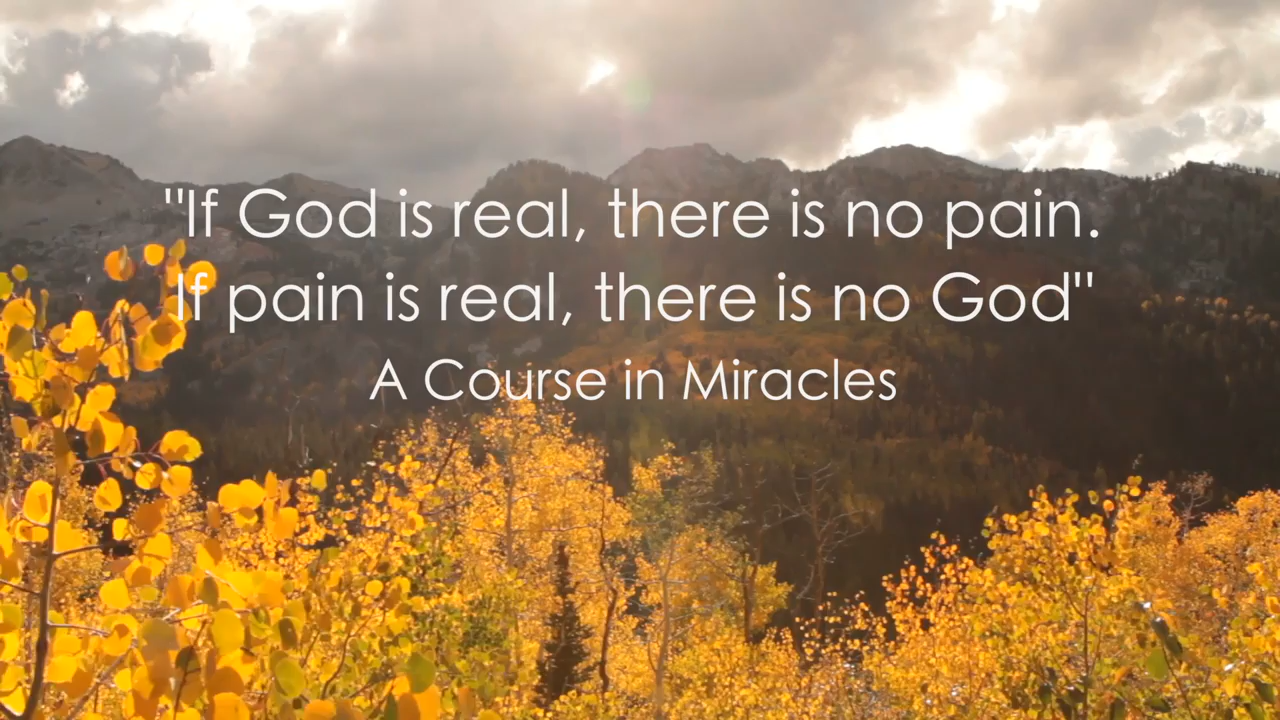 "If God is real, there is no pain.
If pain is real, there is no God"
A Course in Miracles